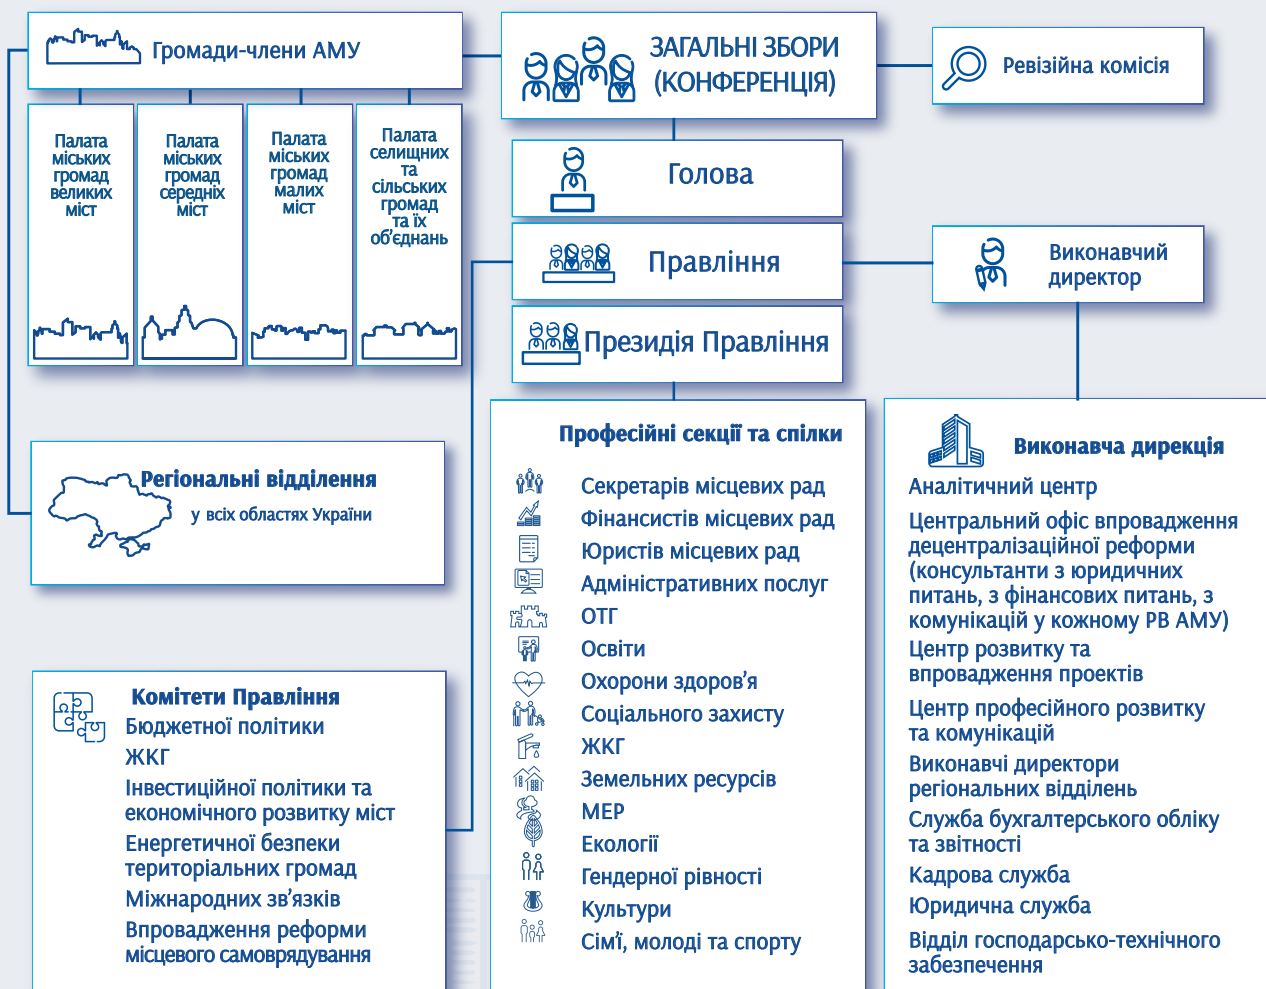 Громади-члени АМУ
ЗАГАЛЬНІ ЗБОРИ
(КОНФЕРЕНЦІЯ)
Ревізійна комісія
Палата
міських
громад
великих
міст
Палата
міських
громад
середніх
міст
Палата
міських
громад
малих
міст
Палата
селищних
та
сільських
громад
та їх
об’єднань
Голова
Правління
Президія Правління
Виконавчий
директор
Регіональні відділення
у всіх областях України
Комітети Правління
Бюджетної політики
ЖКГ
Інвестиційної політики та
економічного розвитку міст
Енергетичної безпеки
територіальних громад
Міжнародних зв’язків
Впровадження реформи
місцевого самоврядування
Професійні секції та спілки
Секретарів місцевих рад
Фінансистів місцевих рад
Юристів місцевих рад
Адміністративних послуг
ОТГ
Освіти
Охорони здоров’я
Соціального захисту
ЖКГ
Земельних ресурсів
МЕР
Екології
Гендерної рівності
Культури
Сім’ї, молоді та спорту
Виконавча дирекція
Аналітичний центр
Центральний офіс впровадження
децентралізаційної реформи
(консультанти з юридичних
питань, з фінансових питань, з
комунікацій у кожному РВ АМУ)
Центр розвитку та
впровадження проектів
Центр професійного розвитку
та комунікацій
Виконавчі директори
регіональних відділень
Служба бухгалтерського обліку
та звітності
Кадрова служба
Юридична служба
Відділ господарсько-технічного
забезпечення